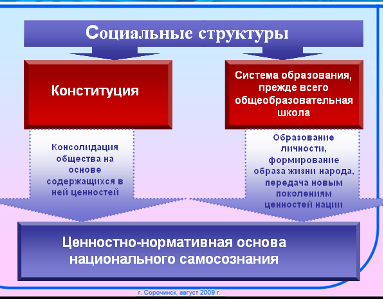 Социальные структуры
Конституция
Система образования,
прежде всего
общеобразовательная
школа
Консолидация
общества на
основе
содержащихся в
ней ценностей
Образование
личности,
формирование
образа жизни народа,
передача новым
поколениям
ценностей нации
Ценностно-нормативная основа
национального самосознания
г. Сорочинск, август 2009 г.